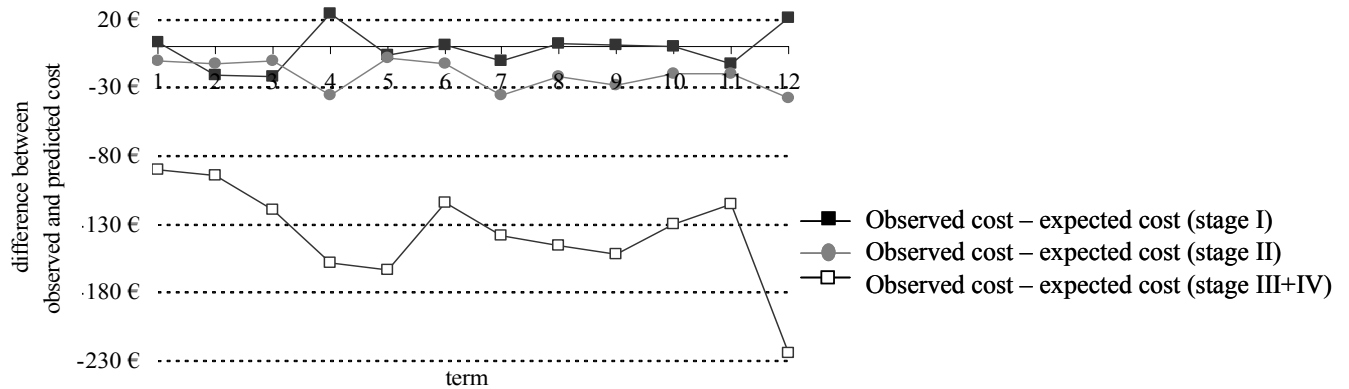 20 €
1 2 3 4 5 6 7 8 9 10 11 12
-30 €
-80 €
-130 €
-180 €
-230 €
difference between
observed and predicted cost
term
Observed cost – expected cost (stage I)
Observed cost – expected cost (stage II)
Observed cost – expected cost (stage III+IV)